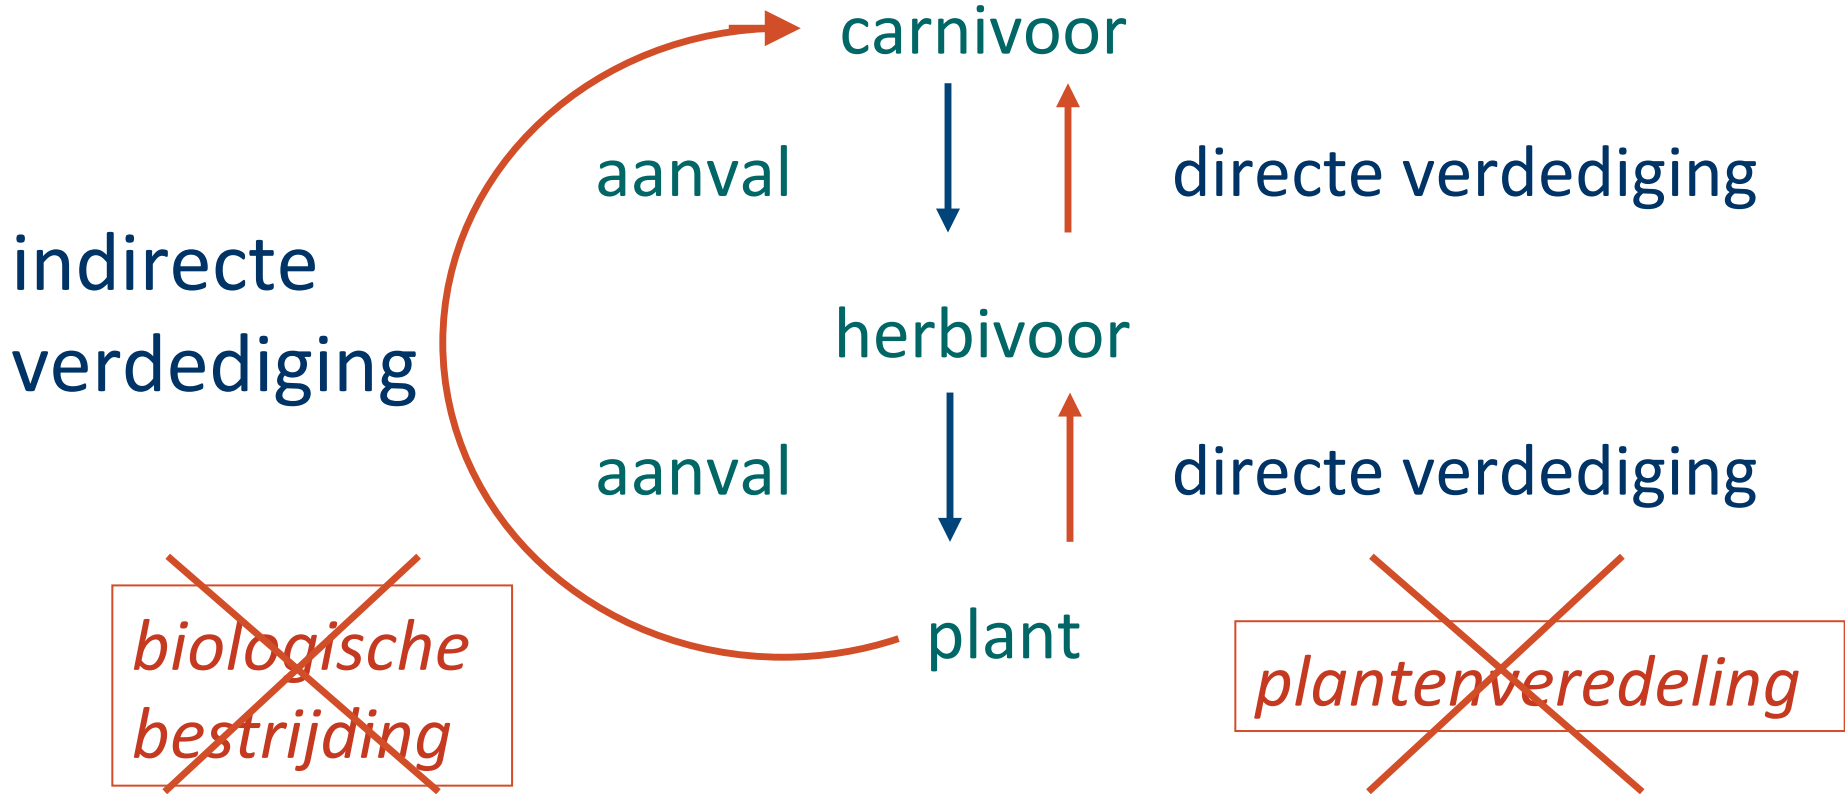 carnivoor
aanval
directe verdediging
indirecte
verdediging
herbivoor
aanval
directe verdediging
plant
biologische
bestrijding
plantenveredeling